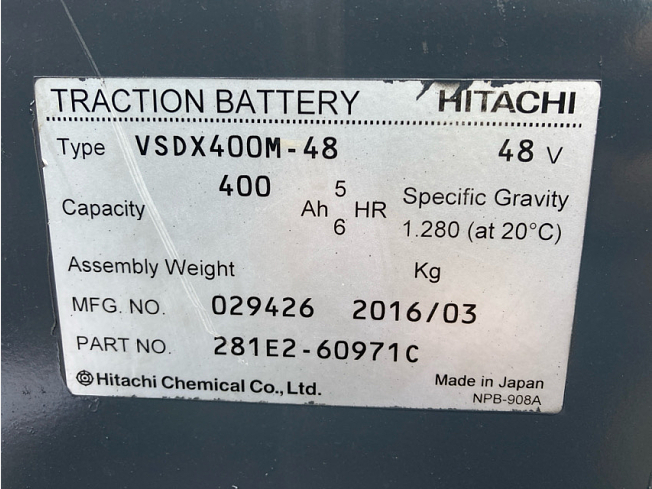 TRACTION BATTERY HITACHI
Type VSDX400M-48 48 V
Capacity 400 Ah 5 HR Specific Gravity
6 1.280 (at 20°C)
Assembly Weight Kg
MFG. NO. 029426 2016/03
PART NO. 281E2-60971C
Hitachi Chemical Co., Ltd. Made in Japan
NPB-908A